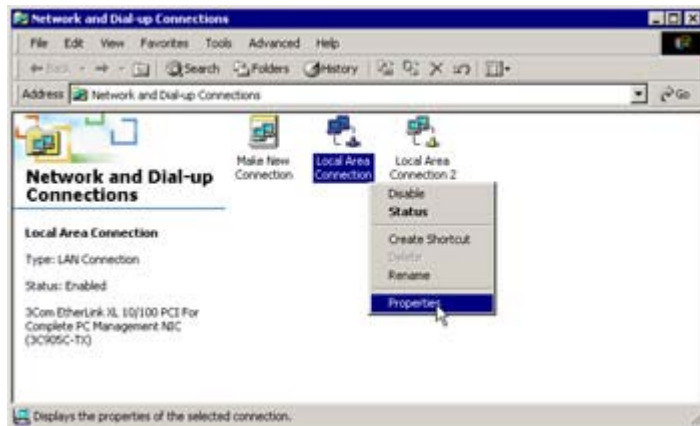 Network and Dial-up Connections
File Edit View Favorites Tools Advanced Help
Back Search Folders History
Address Network and Dial-up Connections Go
Make New Connection
Local Area Connection
Local Area Connection 2
Network and Dial-up
Connections
Local Area Connection
Type: LAN Connection
Status: Enabled
3Com EtherLink XL 10/100 PCI For
Complete PC Management NIC
(3C905C-TX)
Disable
Status
Create Shortcut
Delete
Rename
Properties
Displays the properties of the selected connection.